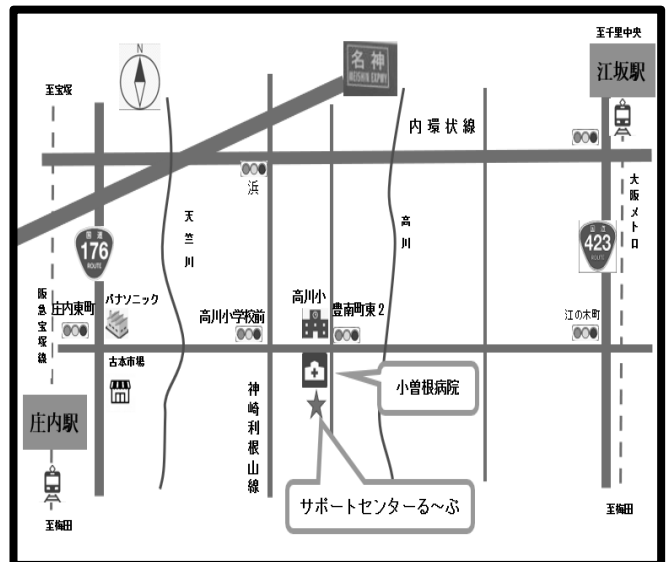 至千里中央
江坂駅
名神
MEISHIN EXPWY
N
至宝塚
内環状線
浜
大阪メトロ
天竺川
高川
国道
176
ROUTE
国道
423
ROUTE
阪急宝塚線
庄内東町
パナソニック
高川小学校前
高川小
豊南町東2
江の木町
古本市場
小曽根病院
神崎利根山線
庄内駅
サポートセンターる～ぷ
至梅田
至梅田